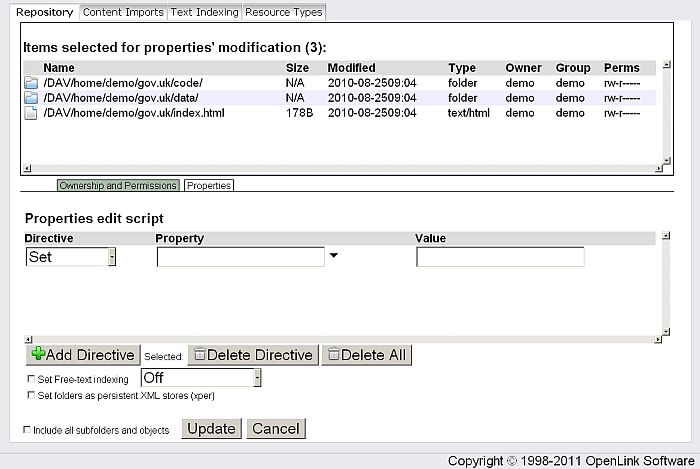 Repository Content Imports Text Indexing Resource Types
Items selected for properties' modification (3):
Name Size Modified Type Owner Group Perms
/DAV/home/demo/gov.uk/code/ N/A 2010-08-2509:04 folder demo demo rw-r-----
/DAV/home/demo/gov.uk/data/ N/A 2010-08-2509:04 folder demo demo rw-r-----
/DAV/home/demo/gov.uk/index.html 178B 2010-08-2509:04 text/html demo demo rw-r-----
Ownership and Permissions Properties
Properties edit script
Directive Property Value
Set
Add Directive Selected: Delete Directive Delete All
Set Free-text indexing Off
Set folders as persistent XML stores (xper)
Include all subfolders and objects Update Cancel
Copyright © 1998-2011 OpenLink Software